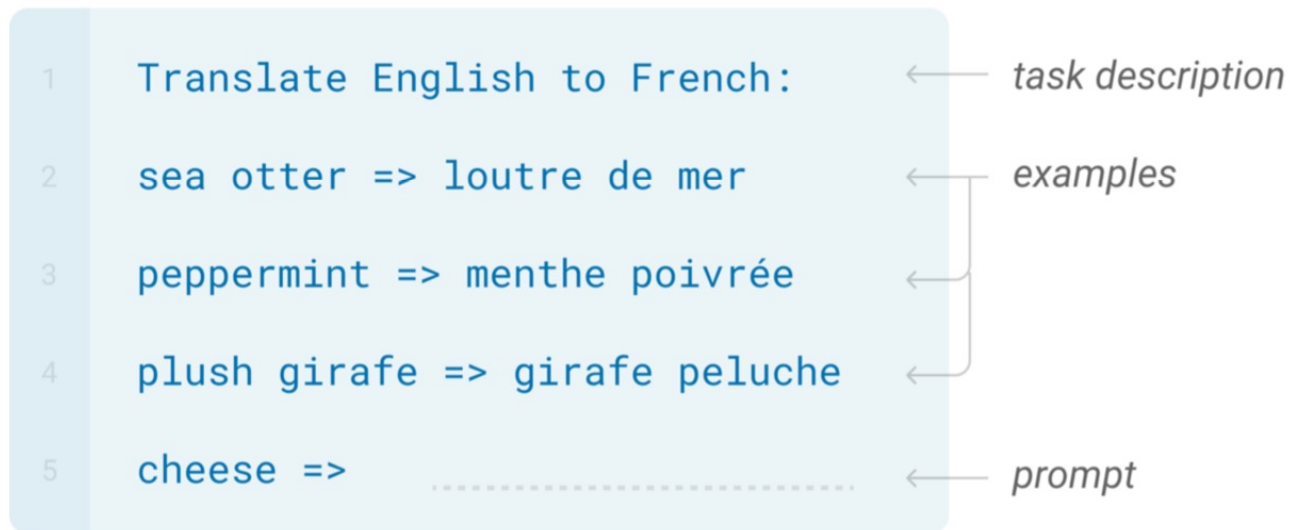 1 Translate English to French: task description
2 sea otter => loutre de mer examples
3 peppermint => menthe poivrée
4 plush girafe => girafe peluche
5 cheese => prompt